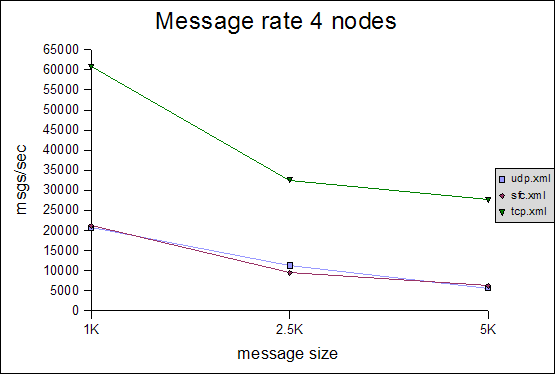 Message rate 4 nodes
msgs/sec
65000
60000
55000
50000
45000
40000
35000
30000
25000
20000
15000
10000
5000
0
1K 2.5K 5K
message size
udp.xml
sfc.xml
tcp.xml